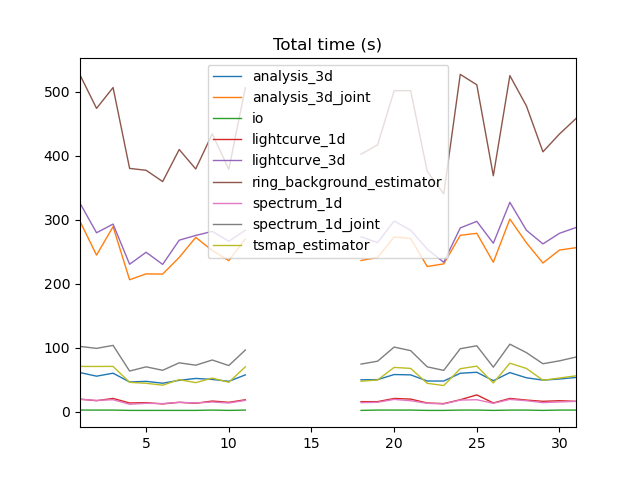 Total time (s)
500
400
300
200
100
0
analysis_3d
analysis_3d_joint
io
lightcurve_1d
lightcurve_3d
ring_background_estimator
spectrum_1d
spectrum_1d_joint
tsmap_estimator
5 10 15 20 25 30